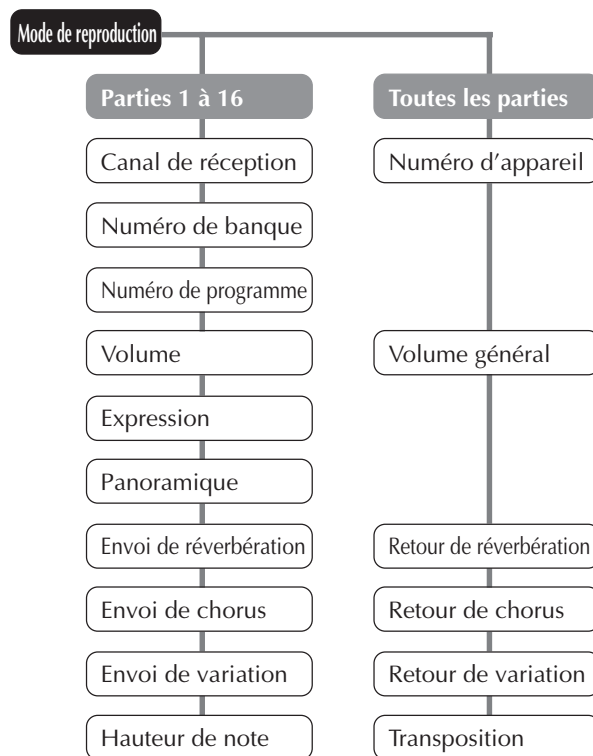 Mode de reproduction
Parties 1 à 16
Toutes les parties
Canal de réception
Numéro d'appareil
Numéro de banque
Numéro de programme
Volume
Volume général
Expression
Panoramique
Envoi de réverbération
Retour de réverbération
Envoi de chorus
Retour de chorus
Envoi de variation
Retour de variation
Hauteur de note
Transposition